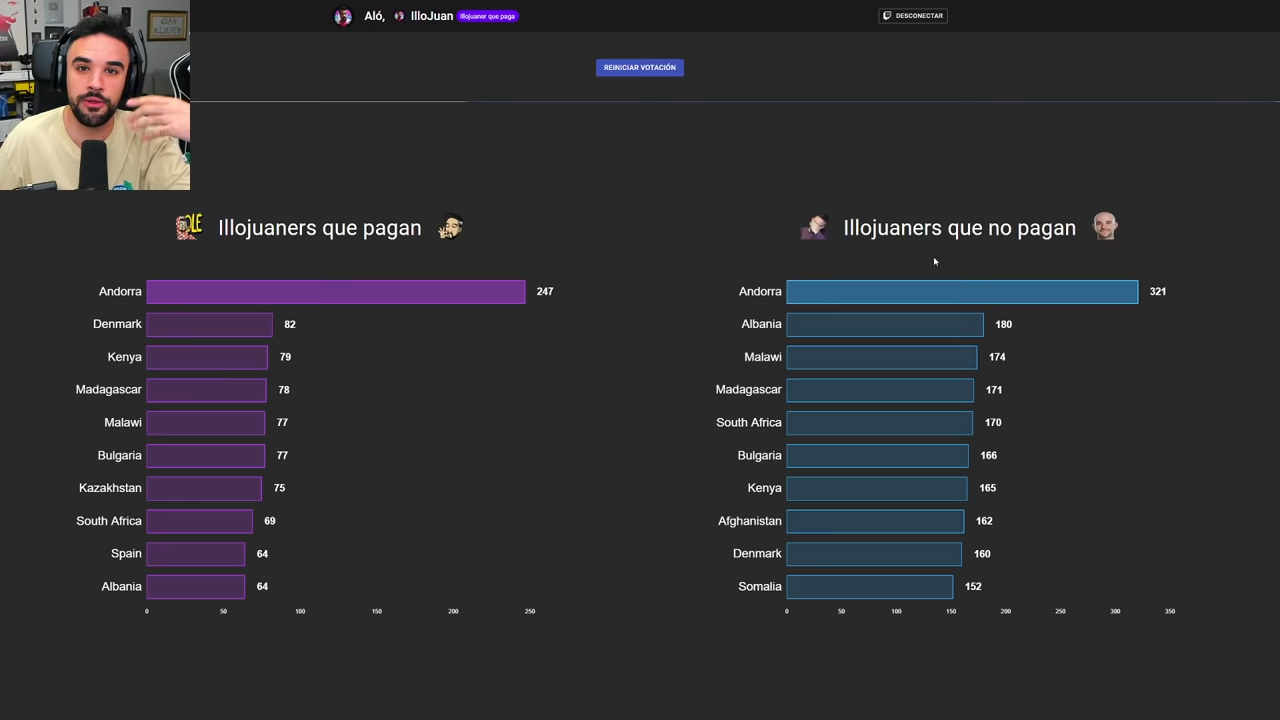 Aló, IlloJuan Illojuaner que paga
DESCONECTAR
REINICIAR VOTACIÓN
JUAN
ALBERTO
OLE Illojuaners que pagan
Andorra 247
Denmark 82
Kenya 79
Madagascar 78
Malawi 77
Bulgaria 77
Kazakhstan 75
South Africa 69
Spain 64
Albania 64
0 50 100 150 200 250
Illojuaners que no pagan
Andorra 321
Albania 180
Malawi 174
Madagascar 171
South Africa 170
Bulgaria 166
Kenya 165
Afghanistan 162
Denmark 160
Somalia 152
0 50 100 150 200 250 300 350